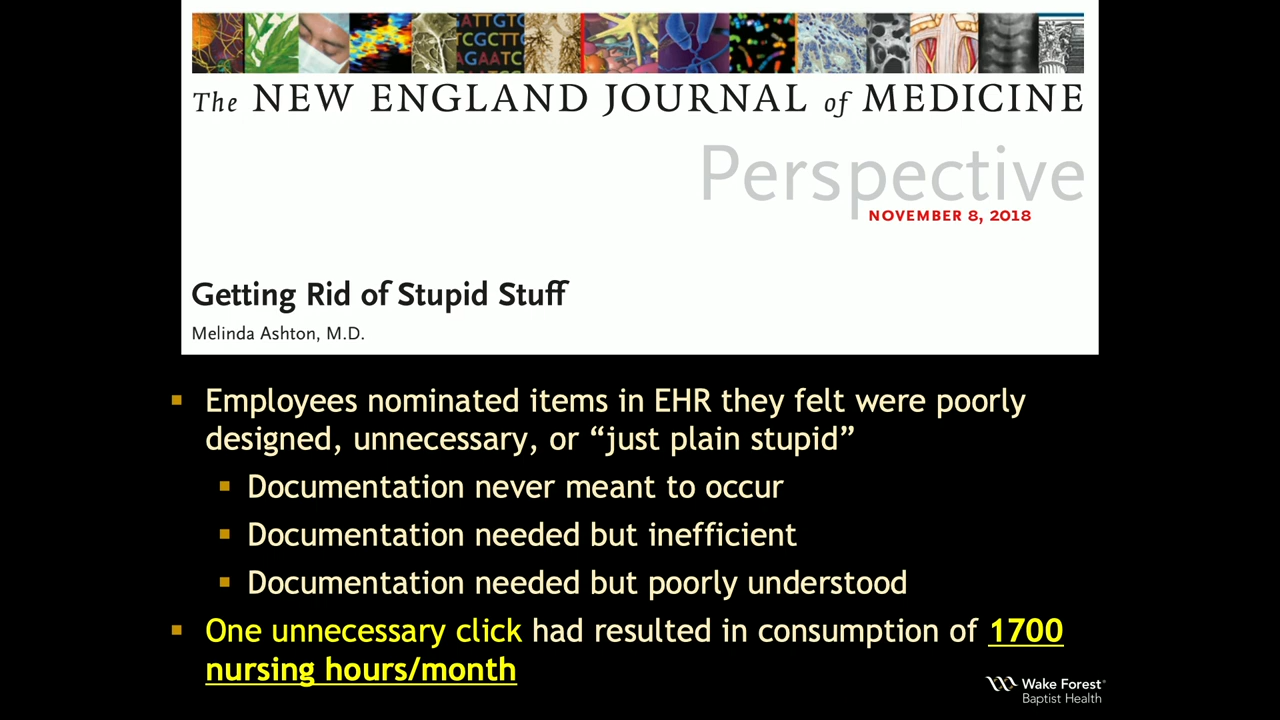 ATTGTC
TCGCTTC
AGAATC
The NEW ENGLAND JOURNAL of MEDICINE
Perspective
NOVEMBER 8, 2018
Getting Rid of Stupid Stuff
Melinda Ashton, M.D.
▪ Employees nominated items in EHR they felt were poorly
designed, unnecessary, or “just plain stupid”
▪ Documentation never meant to occur
▪ Documentation needed but inefficient
▪ Documentation needed but poorly understood
▪ One unnecessary click had resulted in consumption of 1700
nursing hours/month
Wake Forest®
Baptist Health